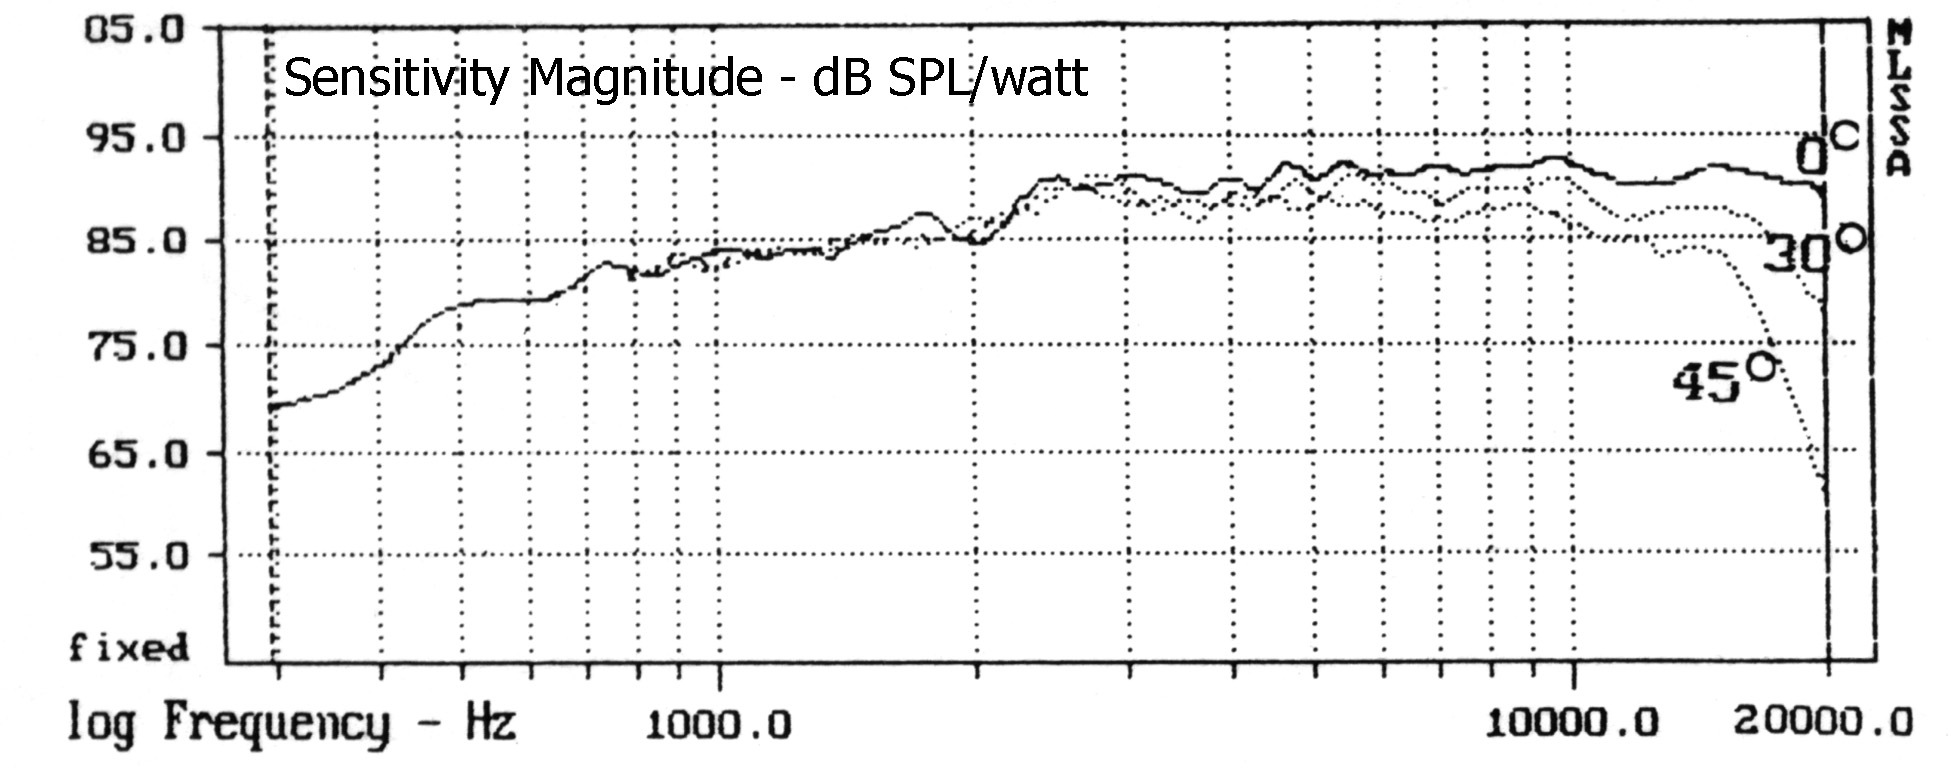 05.0
Sensitivity Magnitude - dB SPL/watt
MLSSA
95.0
0°
85.0
30°
75.0
45°
65.0
55.0
fixed
log Frequency - Hz 1000.0 10000.0 20000.0